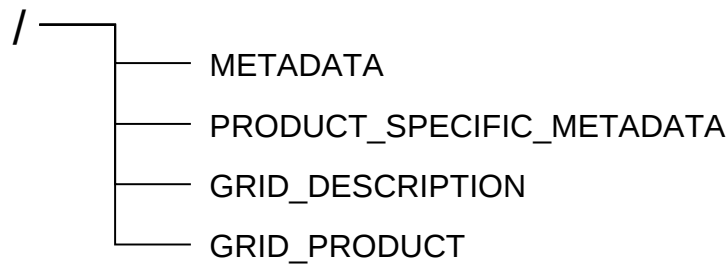 /
METADATA
PRODUCT_SPECIFIC_METADATA
GRID_DESCRIPTION
GRID_PRODUCT